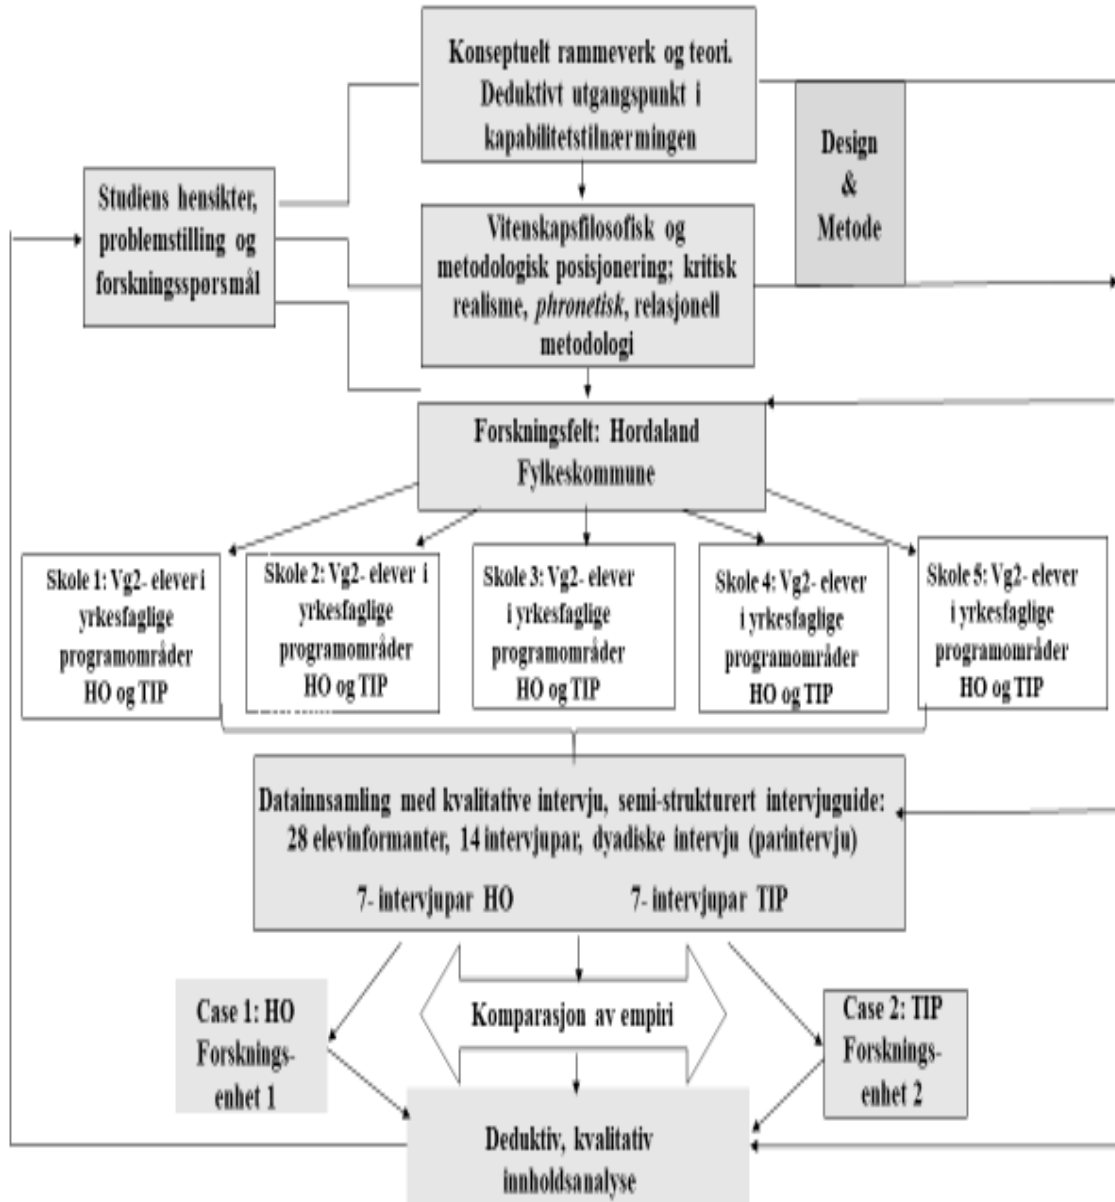 Konseptuelt rammeverk og teori.
Deduktivt utgangspunkt i
kapabilitetstilnærmingen
Design
&
Metode
Studiens hensikter,
problemstilling og
forskningsspørsmål
Vitenskapsfilosofisk og
metodologisk posisjonering; kritisk
realisme, phronetisk, relasjonell
metodologi
Forskningsfelt: Hordaland
Fylkeskommune
Skole 1: Vg2- elever i
yrkesfaglige
programområder
HO og TIP
Skole 2: Vg2- elever i
yrkesfaglige
programområder
HO og TIP
Skole 3: Vg2- elever
i yrkesfaglige
programområder
HO og TIP
Skole 4: Vg2- elever
i yrkesfaglige
programområder
HO og TIP
Skole 5: Vg2- elever
i yrkesfaglige
programområder
HO og TIP
Datainnsamling med kvalitative intervju, semi-strukturert intervjuguide:
28 elevinformanter, 14 intervjupar, dyadiske intervju (parintervju)
7- intervjupar HO
7- intervjupar TIP
Case 1: HO
Forsknings-
enhet 1
Komparasjon av empiri
Case 2: TIP
Forsknings-
enhet 2
Deduktiv, kvalitativ
innholdsanalyse